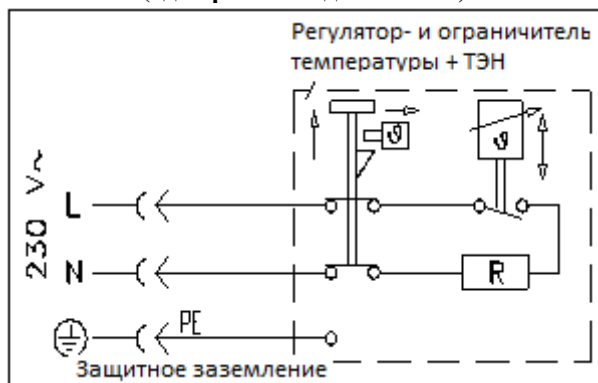 Регулятор- и ограничитель
температуры + ТЭН
ϑ
ϑ
230 V~
L
N
R
PE
Защитное заземление